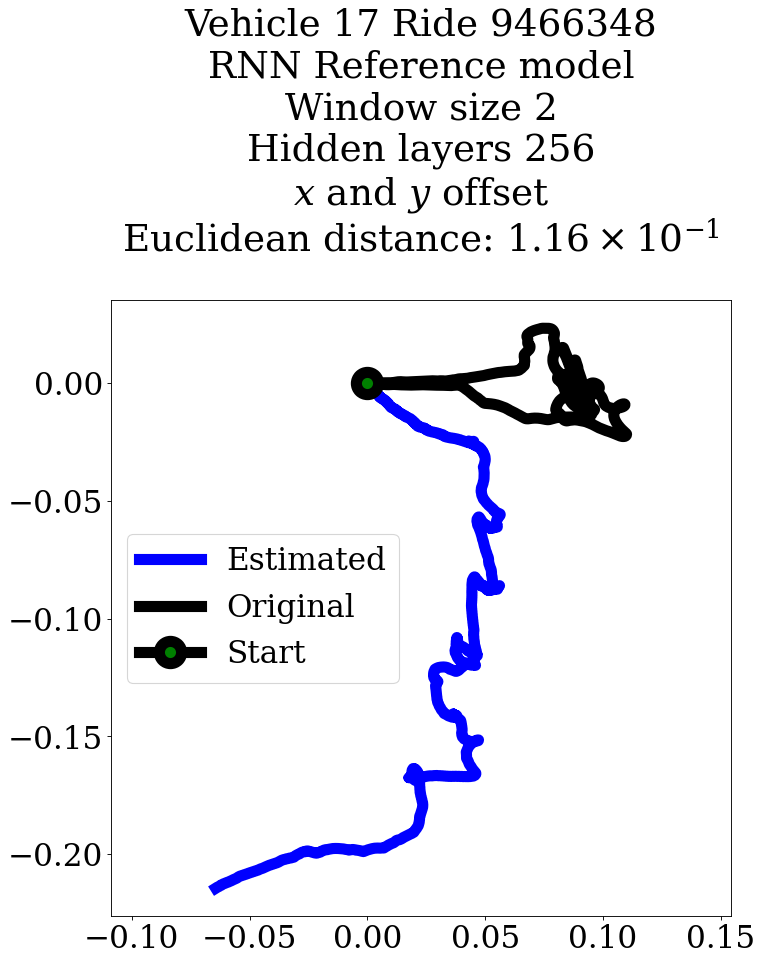 Vehicle 17 Ride 9466348
RNN Reference model
Window size 2
Hidden layers 256
x and y offset
Euclidean distance: 1.16 × 10⁻¹
0.00
−0.05
−0.10
−0.15
−0.20
Estimated
Original
Start
−0.10 −0.05 0.00 0.05 0.10 0.15